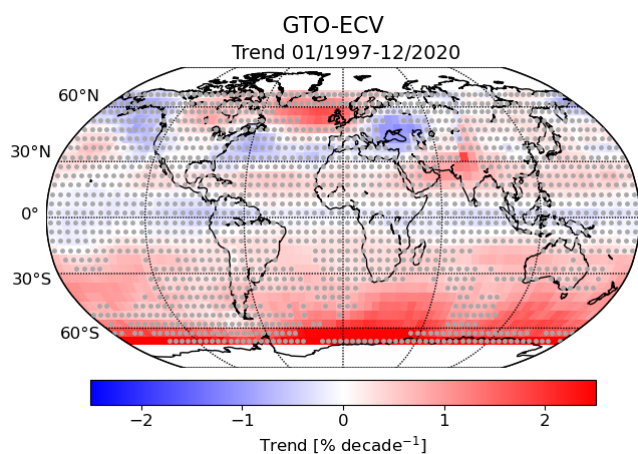 GTO-ECV
Trend 01/1997-12/2020
60°N
30°N
0°
30°S
60°S
−2 −1 0 1 2
Trend [% decade⁻¹]